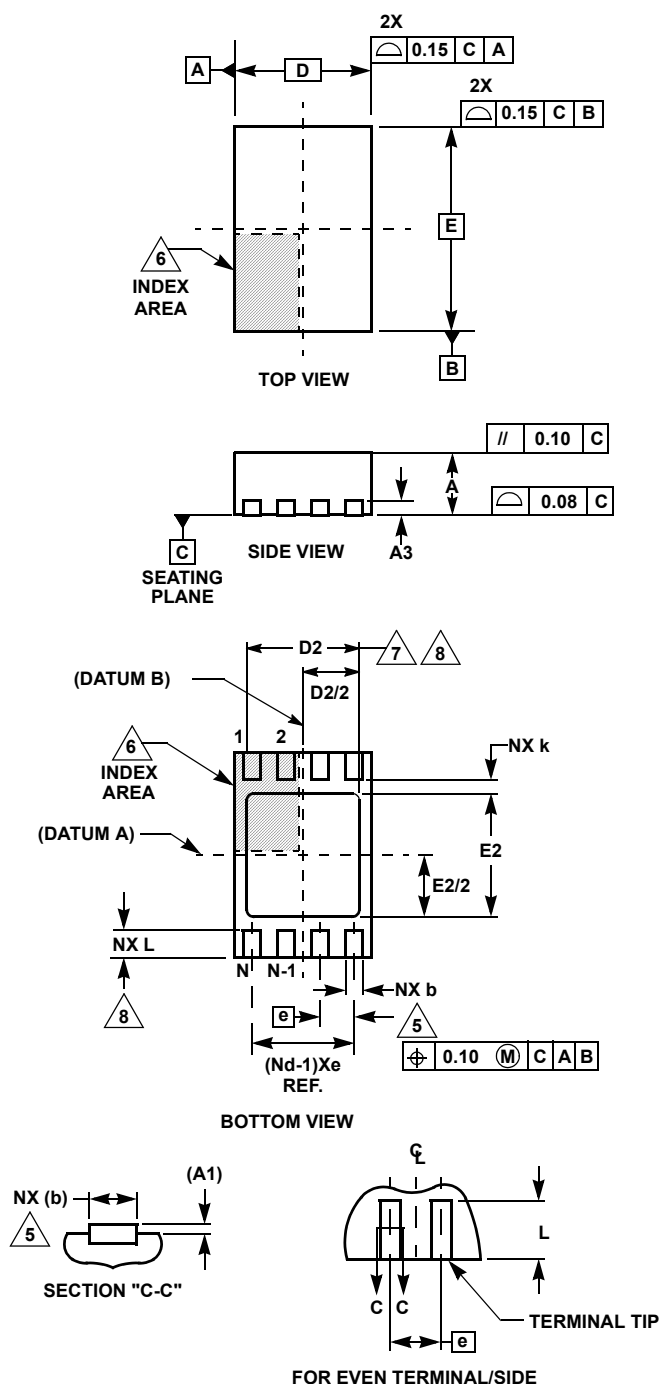 2X
⌓ 0.15 C A
A D
2X
⌓ 0.15 C B
E
6
INDEX
AREA
B
TOP VIEW
// 0.10 C
A
⌓ 0.08 C
C
SIDE VIEW
A3
SEATING
PLANE
D2
7 8
(DATUM B)
D2/2
1 2
6
INDEX
AREA
NX k
(DATUM A)
E2
E2/2
NX L
N N-1
NX b
8
e
5
(Nd-1)Xe
REF.
⌖ 0.10 Ⓜ C A B
BOTTOM VIEW
(A1)
NX (b)
5
SECTION "C-C"
CL
L
C C
TERMINAL TIP
e
FOR EVEN TERMINAL/SIDE